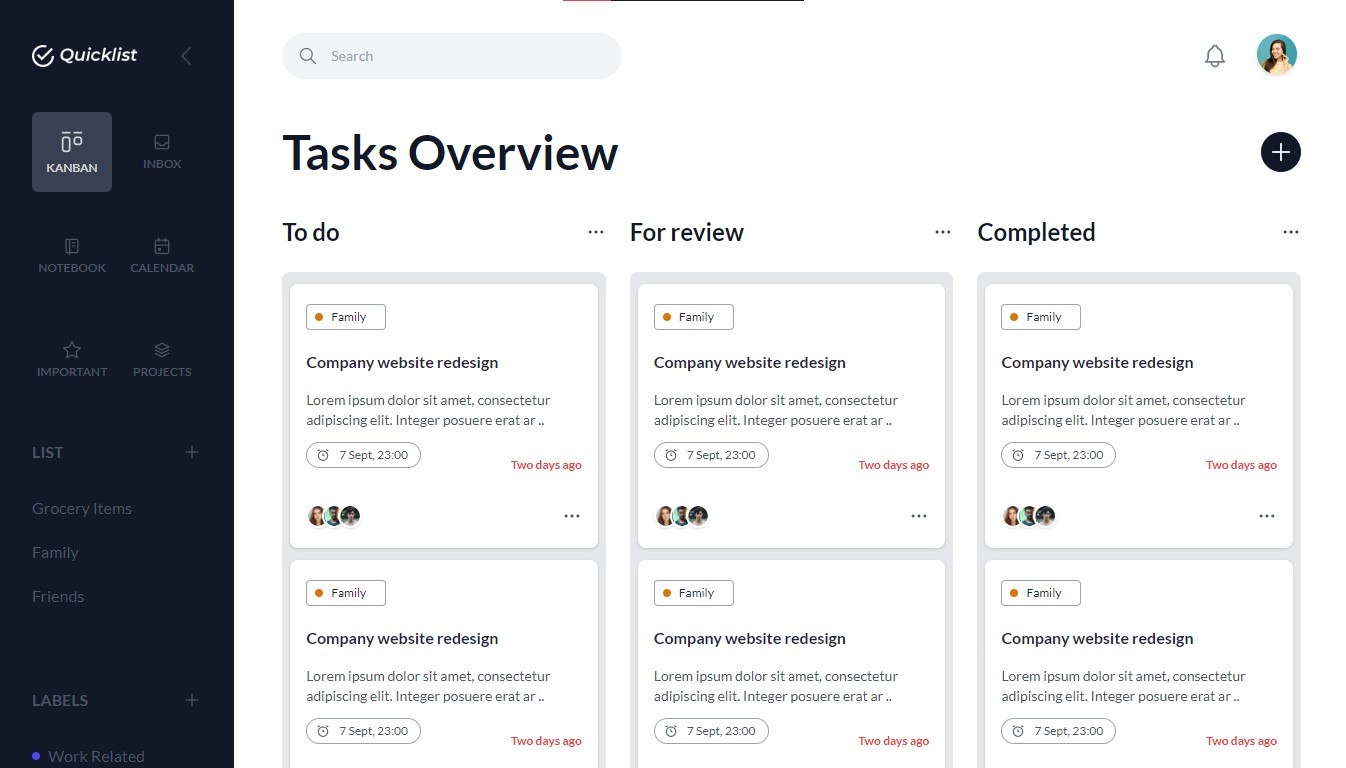 Quicklist
KANBAN
INBOX
NOTEBOOK
CALENDAR
IMPORTANT
PROJECTS
LIST
Grocery Items
Family
Friends
LABELS
Work Related
Search
Tasks Overview
To do
Family
Company website redesign
Lorem ipsum dolor sit amet, consectetur
adipiscing elit. Integer posuere erat ar ..
7 Sept, 23:00
Two days ago
Family
Company website redesign
Lorem ipsum dolor sit amet, consectetur
adipiscing elit. Integer posuere erat ar ..
7 Sept, 23:00
Two days ago
For review
Family
Company website redesign
Lorem ipsum dolor sit amet, consectetur
adipiscing elit. Integer posuere erat ar ..
7 Sept, 23:00
Two days ago
Family
Company website redesign
Lorem ipsum dolor sit amet, consectetur
adipiscing elit. Integer posuere erat ar ..
7 Sept, 23:00
Two days ago
Completed
Family
Company website redesign
Lorem ipsum dolor sit amet, consectetur
adipiscing elit. Integer posuere erat ar ..
7 Sept, 23:00
Two days ago
Family
Company website redesign
Lorem ipsum dolor sit amet, consectetur
adipiscing elit. Integer posuere erat ar ..
7 Sept, 23:00
Two days ago